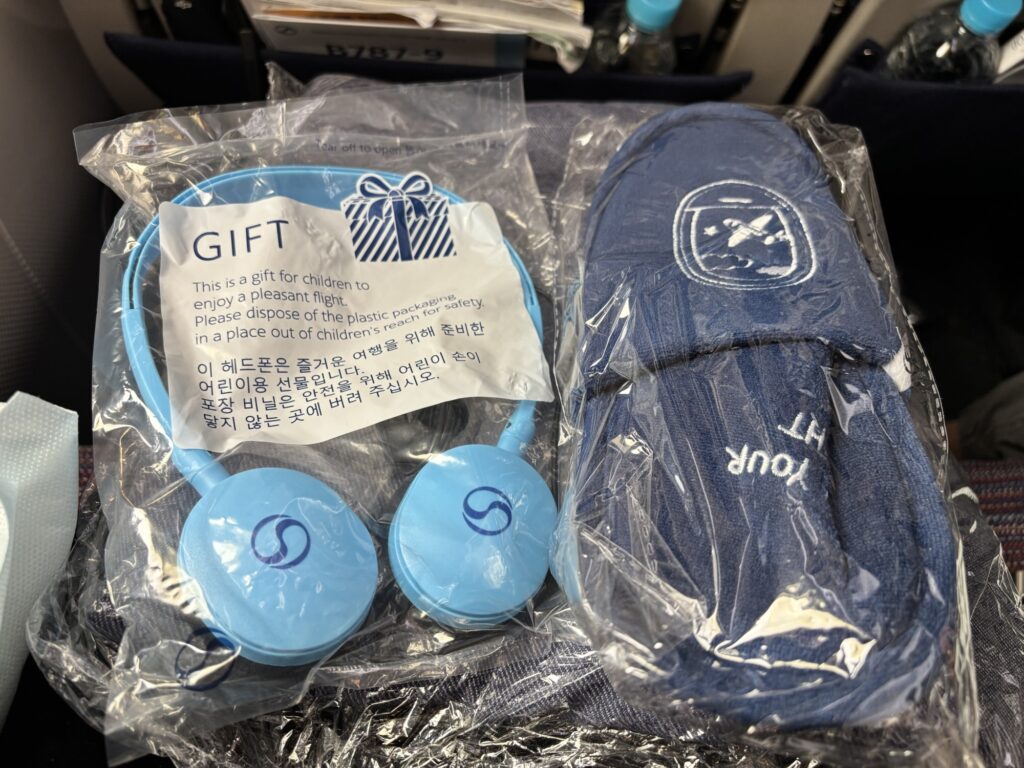 B787-9
Tear off to open
GIFT
This is a gift for children to
enjoy a pleasant flight.
Please dispose of the plastic packaging
in a place out of children's reach for safety.
이 헤드폰은 즐거운 여행을 위해 준비한
어린이용 선물입니다.
포장 비닐은 안전을 위해 어린이 손이
닿지 않는 곳에 버려 주십시오.
YOUR